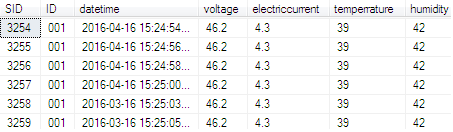 SID ID datetime voltage electriccurrent temperrature humidity
3254 001 2016-04-16 15:24:54... 46.2 4.3 39 42
3255 001 2016-04-16 15:24:56... 46.2 4.3 39 42
3256 001 2016-04-16 15:24:58... 46.2 4.3 39 42
3257 001 2016-04-16 15:25:00... 46.2 4.3 39 42
3258 001 2016-03-16 15:25:03... 46.2 4.3 39 42
3259 001 2016-03-16 15:25:05... 46.2 4.3 39 42